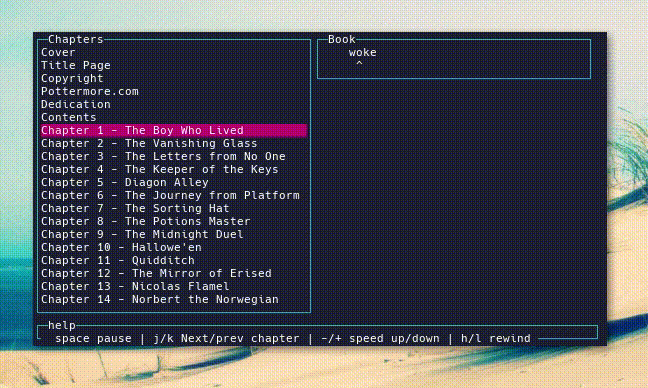 Chapters
Cover
Title Page
Copyright
Pottermore.com
Dedication
Contents
Chapter 1 - The Boy Who Lived
Chapter 2 - The Vanishing Glass
Chapter 3 - The Letters from No One
Chapter 4 - The Keeper of the Keys
Chapter 5 - Diagon Alley
Chapter 6 - The Journey from Platform
Chapter 7 - The Sorting Hat
Chapter 8 - The Potions Master
Chapter 9 - The Midnight Duel
Chapter 10 - Hallowe'en
Chapter 11 - Quidditch
Chapter 12 - The Mirror of Erised
Chapter 13 - Nicolas Flamel
Chapter 14 - Norbert the Norwegian
Book
woke
^
help
space pause | j/k Next/prev chapter | -/+ speed up/down | h/l rewind